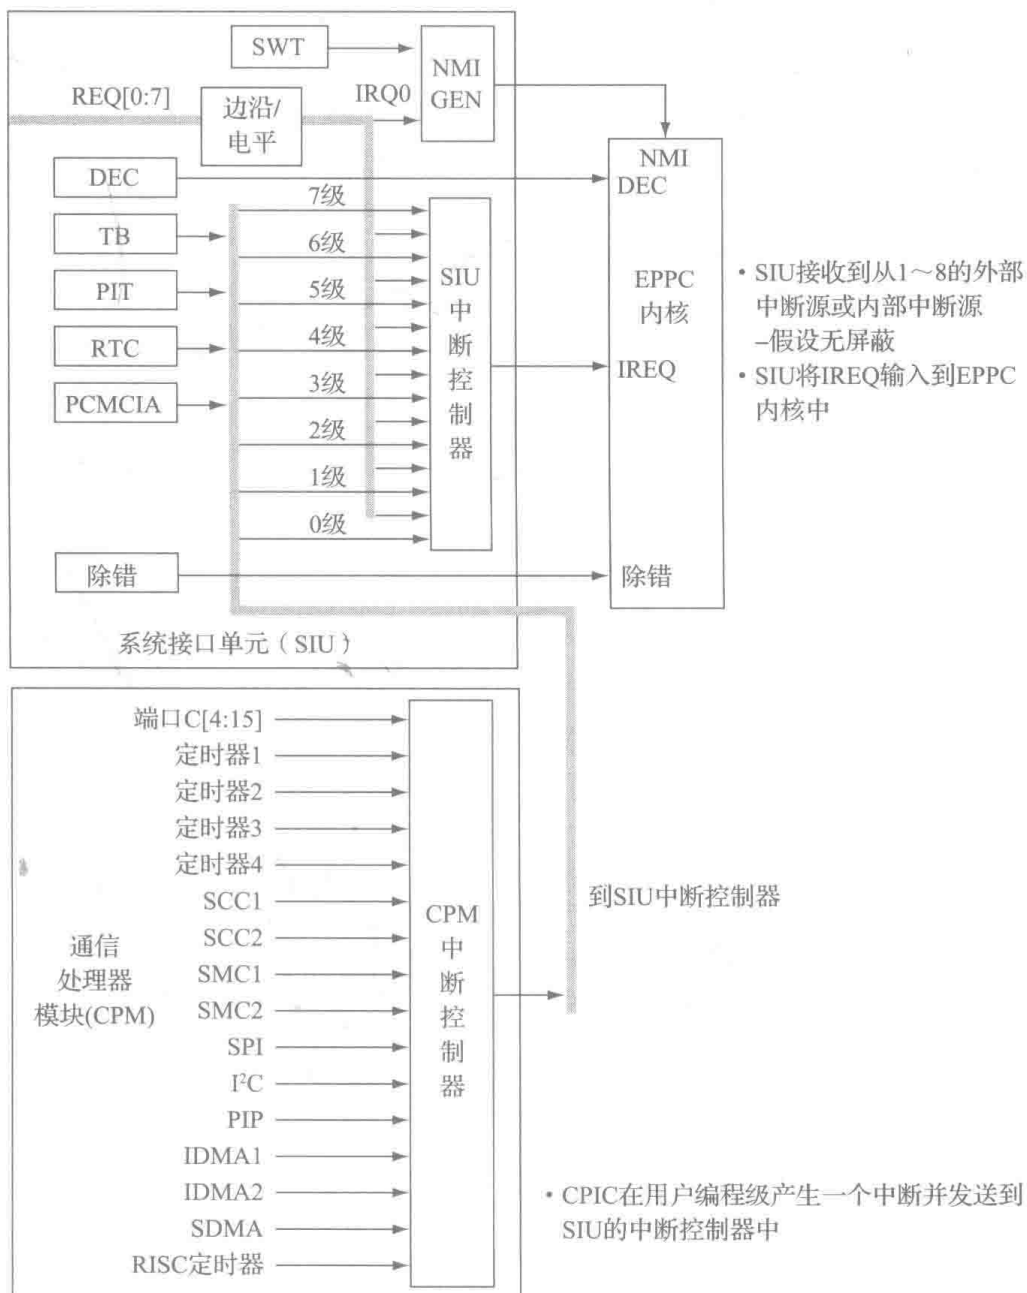 SWT
NMI
GEN
REQ[0:7]
边沿/
电平
IRQ0
NMI
DEC
DEC
7级
TB
6级
PIT
5级
RTC
4级
PCMCIA
3级
2级
1级
0级
SIU
中
断
控
制
器
EPPC
内核
IREQ
除错
除错
系统接口单元（SIU）
• SIU接收到从1～8的外部
中断源或内部中断源
–假设无屏蔽
• SIU将IREQ输入到EPPC
内核中
端口C[4:15]
定时器1
定时器2
定时器3
定时器4
SCC1
SCC2
SMC1
SMC2
SPI
I²C
PIP
IDMA1
IDMA2
SDMA
RISC定时器
通信
处理器
模块(CPM)
CPM
中
断
控
制
器
到SIU中断控制器
• CPIC在用户编程级产生一个中断并发送到
SIU的中断控制器中